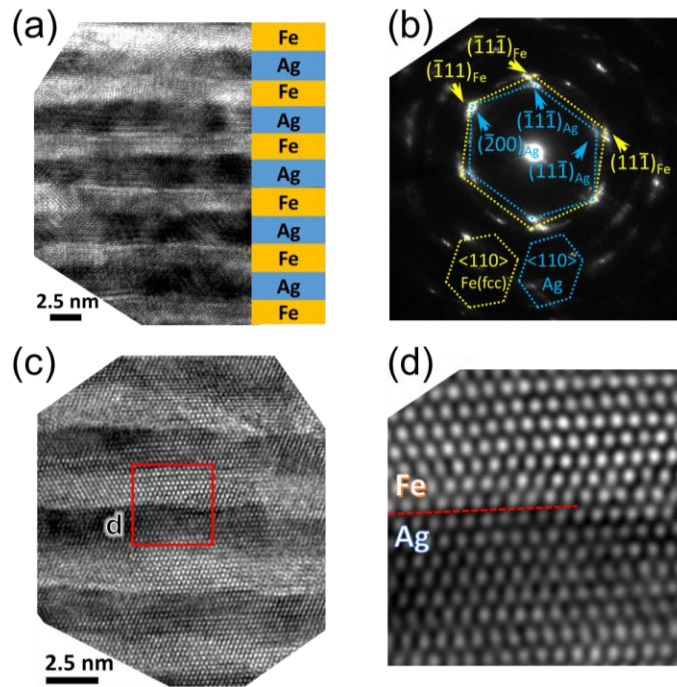 (a)
Fe
Ag
Fe
Ag
Fe
Ag
Fe
Ag
Fe
Ag
Fe
2.5 nm
(b)
(1̄11̄)Fe
(1̄11)Fe
(1̄11̄)Ag
(2̄00)Ag
(11̄1̄)Ag
(111̄)Fe
<110>
Fe(fcc)
<110>
Ag
(c)
d
2.5 nm
(d)
Fe
Ag